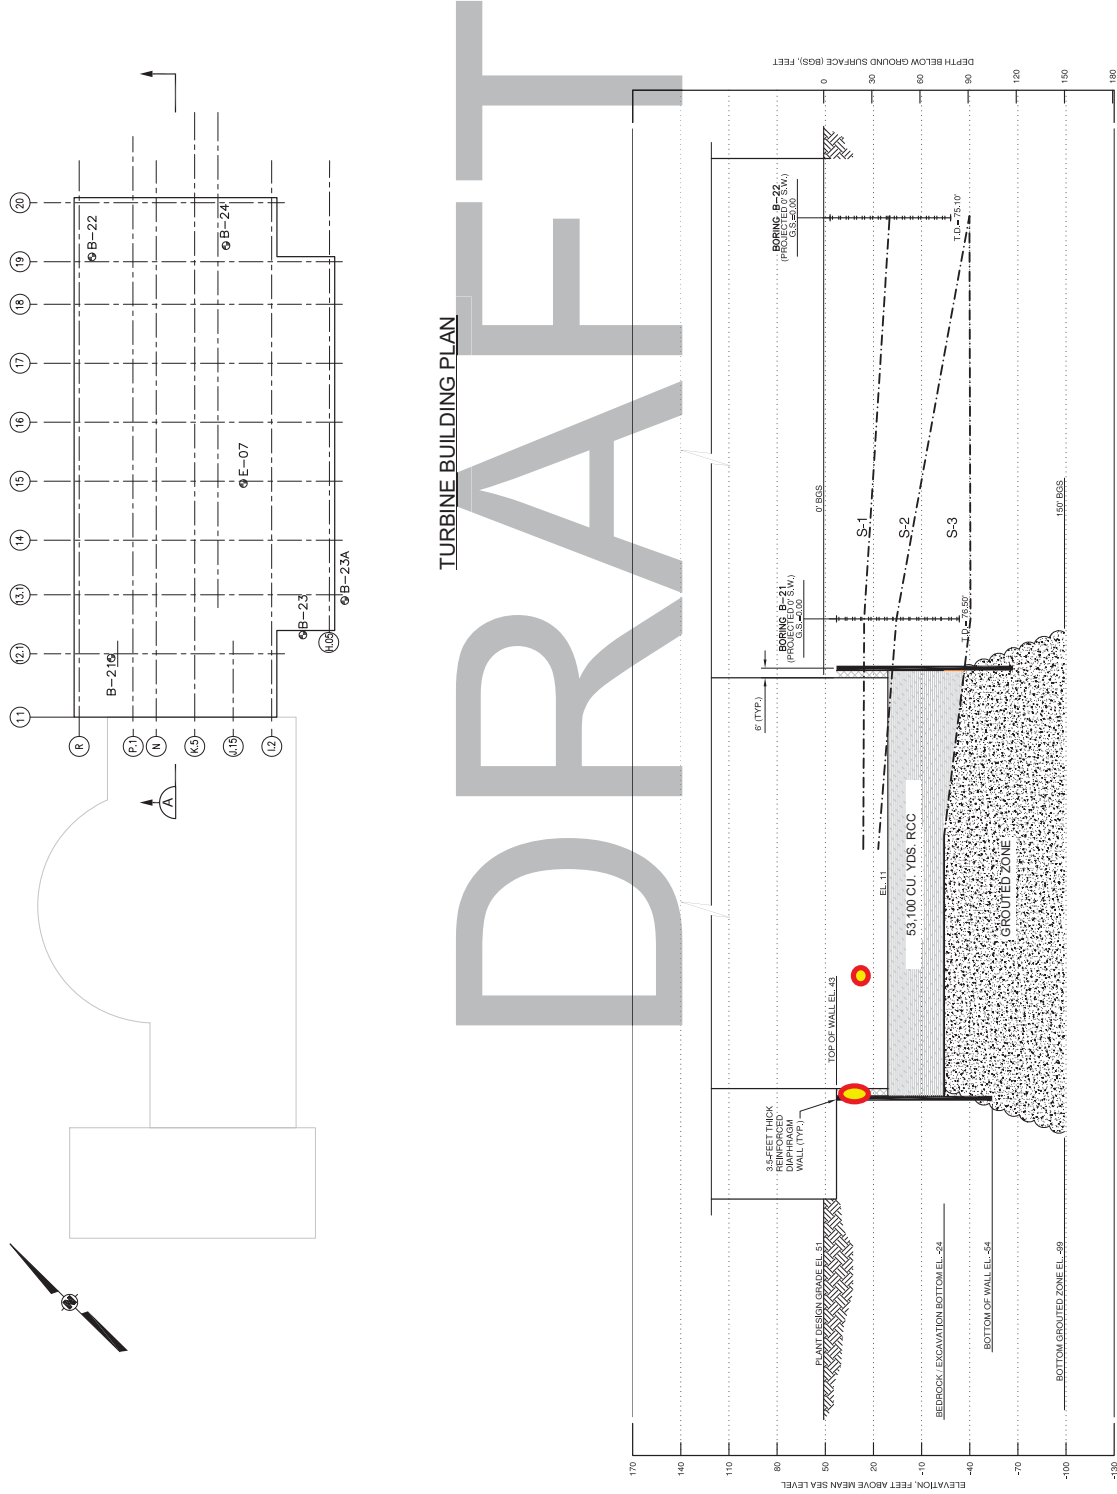 11
12.1
13.1
14
15
16
17
18
19
20
R
P.1
N
K.5
J.15
I.2
H.05
B-21
B-22
B-23
B-23A
B-24
E-07
A
N
TURBINE BUILDING PLAN
DRAFT
ELEVATION, FEET ABOVE MEAN SEA LEVEL
170
140
110
80
50
20
-10
-40
-70
-100
-130
DEPTH BELOW GROUND SURFACE (BGS), FEET
0
30
60
90
120
150
180
3.5-FEET THICK
REINFORCED
DIAPHRAGM
WALL (TYP.)
TOP OF WALL EL. 43
6' (TYP.)
BORING B-21
(PROJECTED 0' S.W.)
G.S.=0.00
BORING B-22
(PROJECTED 0' S.W.)
G.S.=0.00
0' BGS
PLANT DESIGN GRADE EL. 51
EL. 11
S-1
S-2
S-3
53,100 CU. YDS. RCC
T.D.= 76.50'
T.D.= 75.10'
BEDROCK / EXCAVATION BOTTOM EL. -24
BOTTOM OF WALL EL. -54
GROUTED ZONE
BOTTOM GROUTED ZONE EL. -99
150' BGS